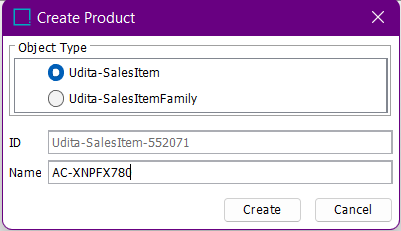 Create Product
Object Type
Udita-SalesItem
Udita-SalesItemFamily
ID Udita-SalesItem-552071
Name AC-XNPFX780
Create Cancel